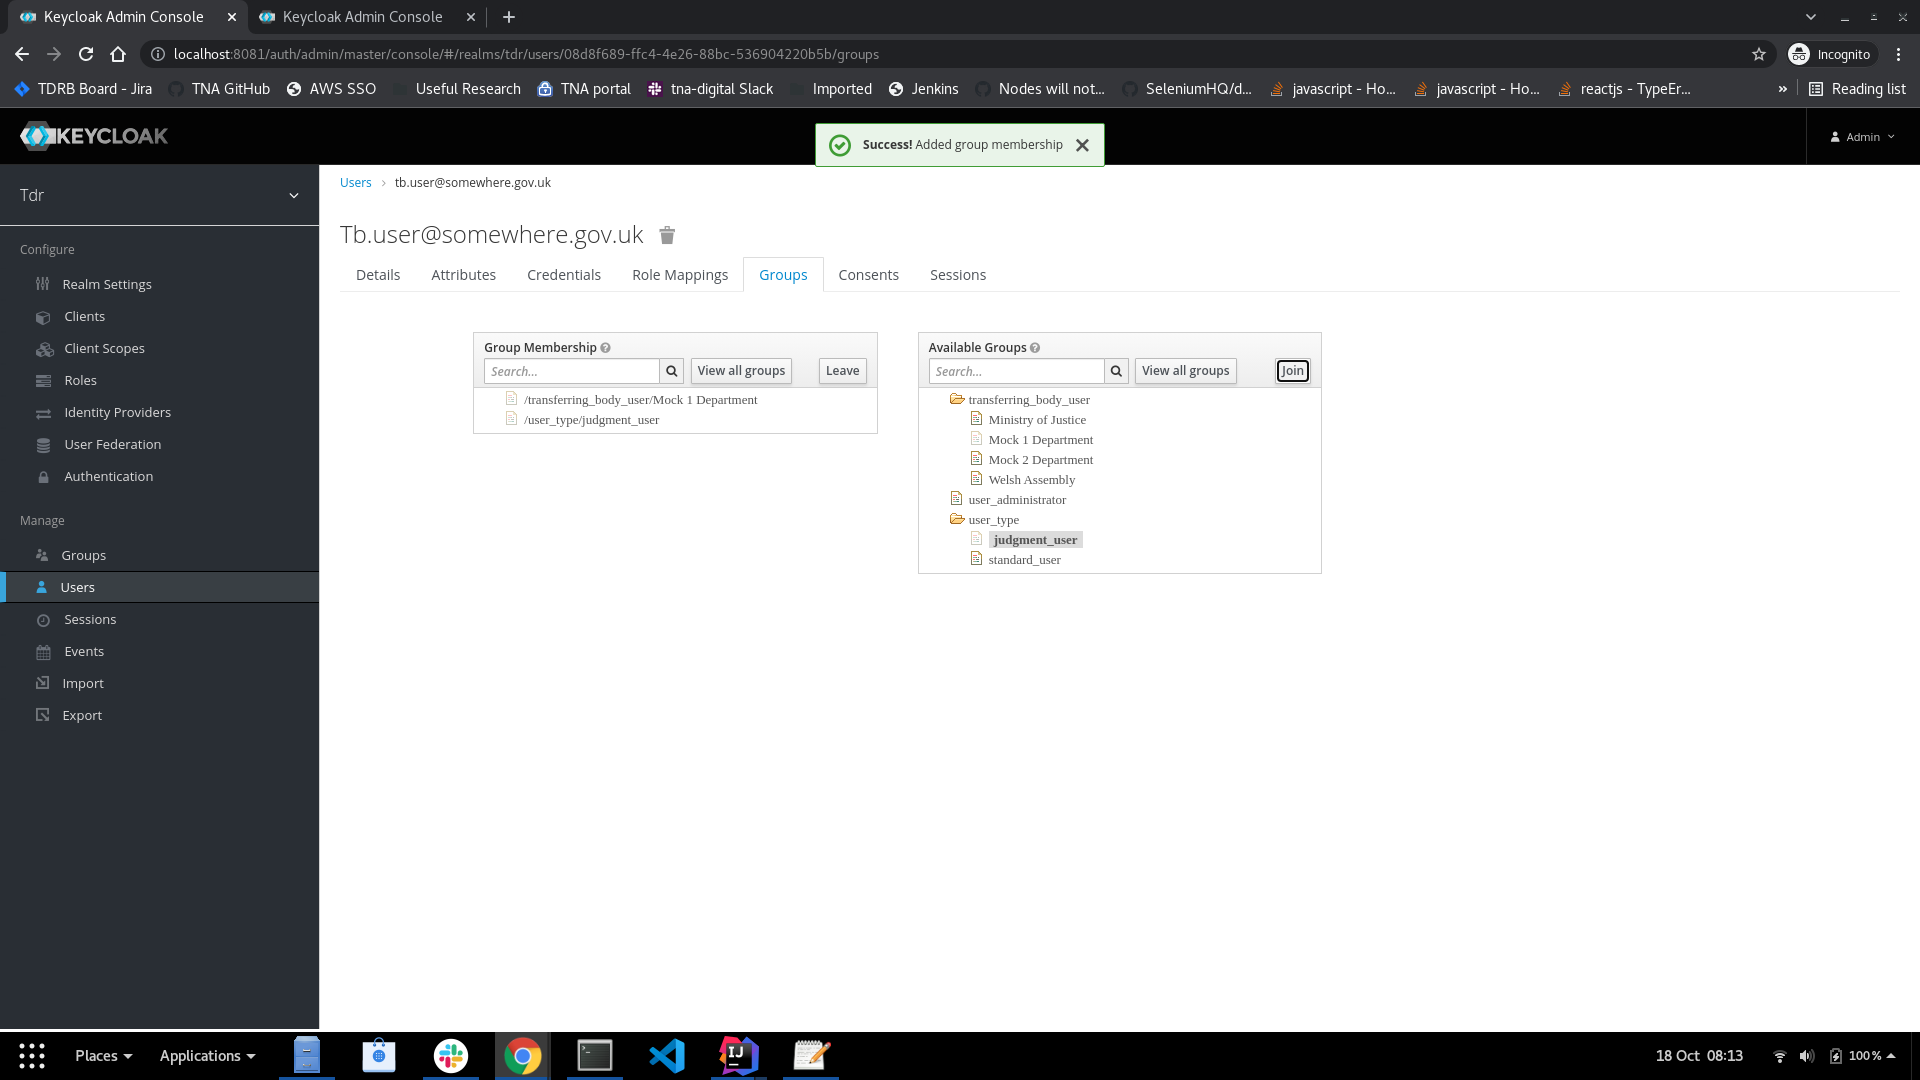 Keycloak Admin Console
Keycloak Admin Console
localhost:8081/auth/admin/master/console/#/realms/tdr/users/08d8f689-ffc4-4e26-88bc-536904220b5b/groups
Incognito
TDRB Board - Jira
TNA GitHub
AWS SSO
Useful Research
TNA portal
tna-digital Slack
Imported
Jenkins
Nodes will not...
SeleniumHQ/d...
javascript - Ho...
javascript - Ho...
reactjs - TypeEr...
»
Reading list
KEYCLOAK
Success! Added group membership
Admin
Tdr
Configure
Realm Settings
Clients
Client Scopes
Roles
Identity Providers
User Federation
Authentication
Manage
Groups
Users
Sessions
Events
Import
Export
Users > tb.user@somewhere.gov.uk
Tb.user@somewhere.gov.uk
Details
Attributes
Credentials
Role Mappings
Groups
Consents
Sessions
Group Membership
Search...
View all groups
Leave
/transferring_body_user/Mock 1 Department
/user_type/judgment_user
Available Groups
Search...
View all groups
Join
transferring_body_user
Ministry of Justice
Mock 1 Department
Mock 2 Department
Welsh Assembly
user_administrator
user_type
judgment_user
standard_user
Places
Applications
IJ
18 Oct 08:13
100%